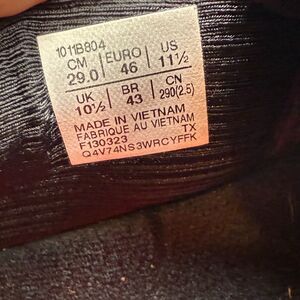 1011B804
CM EURO US
29.0 46 11½
UK BR CN
10½ 43 290(2.5)
MADE IN VIETNAM
FABRIQUE AU VIETNAM
F130323 TX
Q4V74NS3WRCYFFK